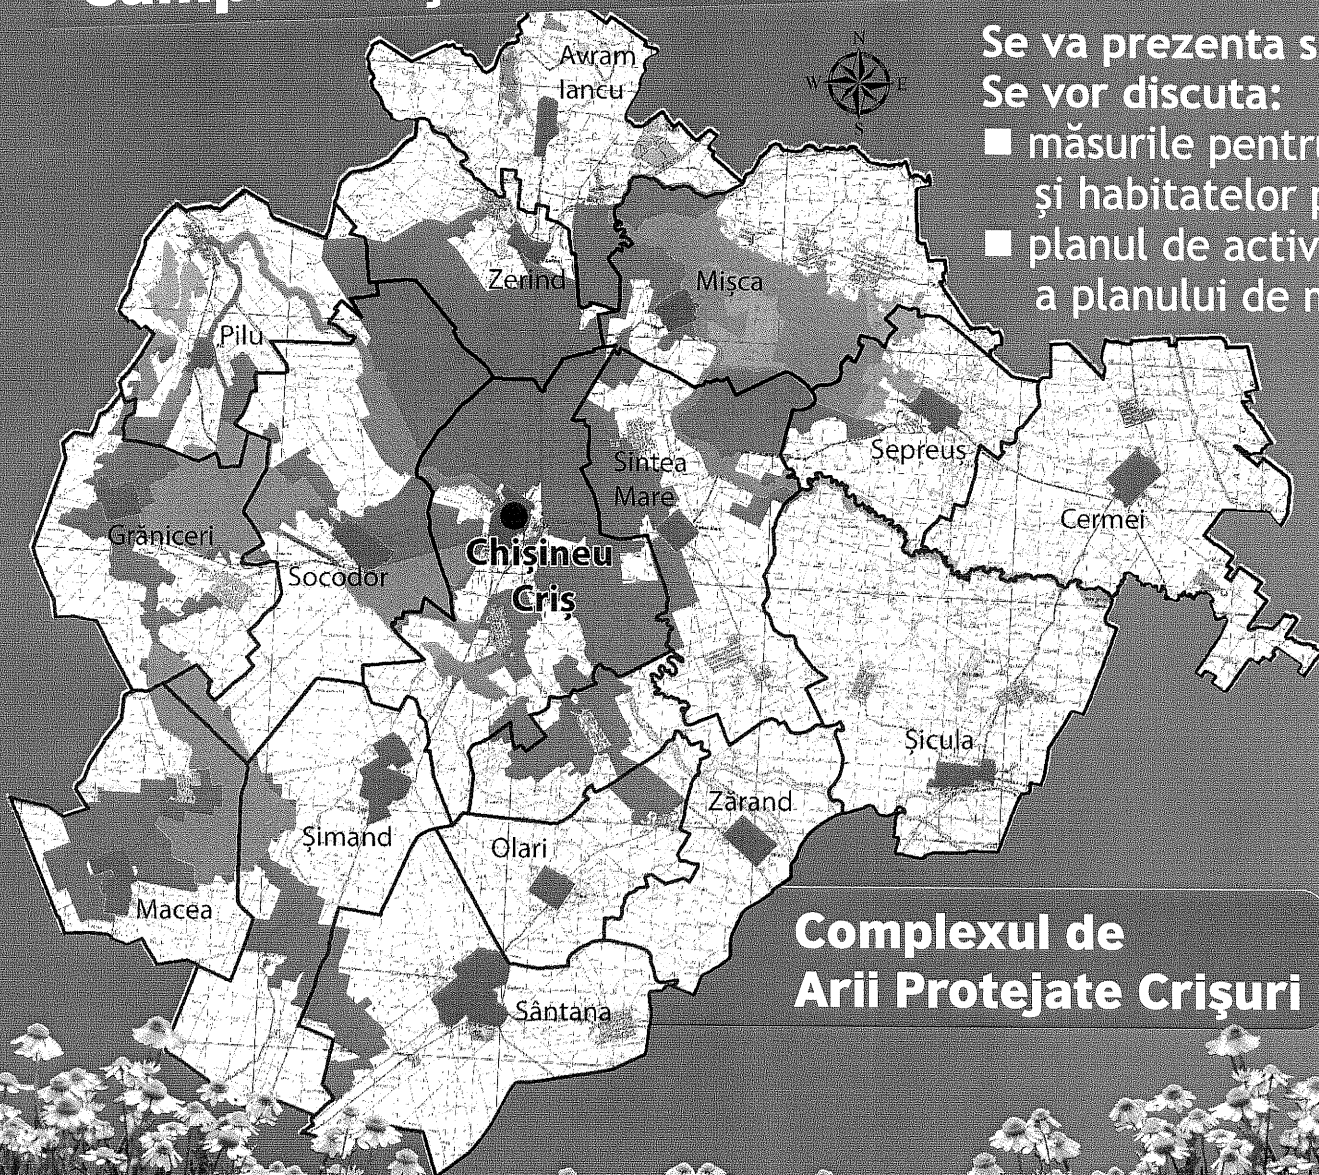 Se va prezenta s
Se vor discuta:
■ măsurile pentru
și habitatelor p
■ planul de activ
a planului de m
N
W E
S
Avram
Iancu
Zerind
Mișca
Pilu
Sintea
Mare
Șepreuș
Cermei
Grăniceri
Socodor
Chișineu
Criș
Șicula
Zărand
Șimand
Olari
Macea
Sântana
Complexul de
Arii Protejate Crișuri